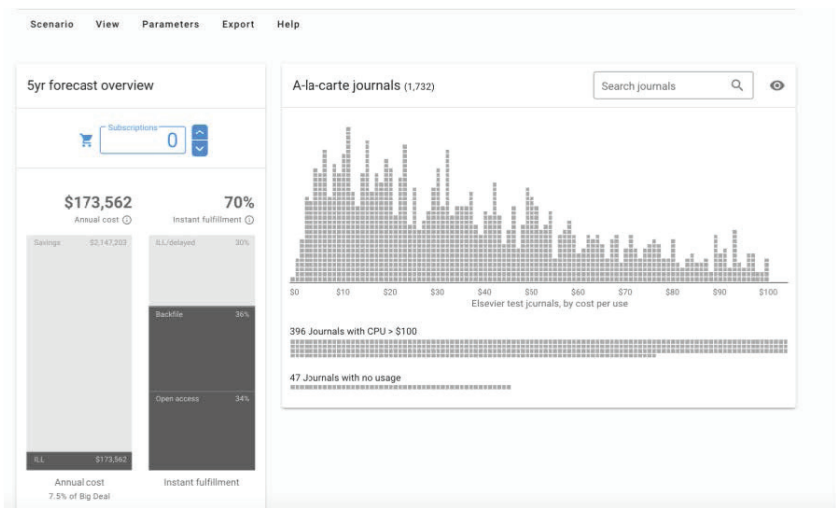 Scenario View Parameters Export Help
5yr forecast overview
Subscriptions
0
$173,562 70%
Annual cost Instant fulfillment
Savings $2,147,203 ILL/delayed 30%
Backfile 36%
Open access 34%
ILL $173,562
Annual cost Instant fulfillment
7.5% of Big Deal
A-la-carte journals (1,732)
Search journals
$0 $10 $20 $30 $40 $50 $60 $70 $80 $90 $100
Elsevier test journals, by cost per use
396 Journals with CPU > $100
47 Journals with no usage